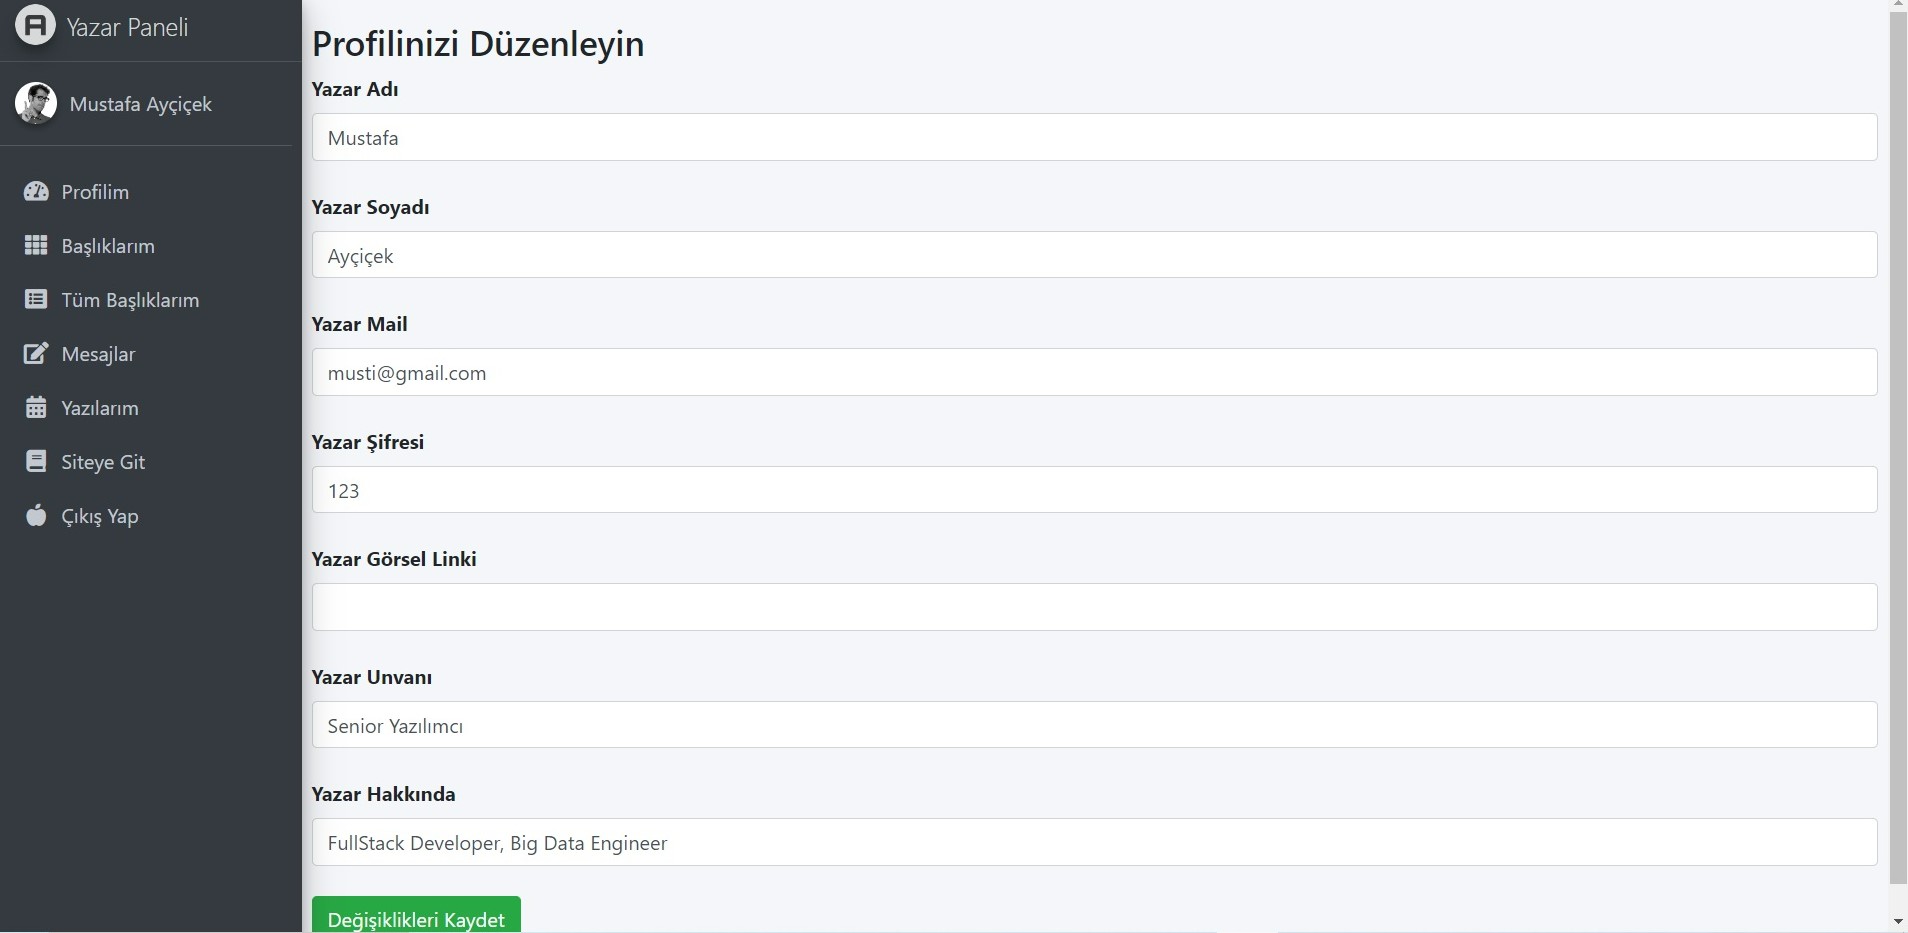 Yazar Paneli
Mustafa Ayçiçek
Profilim
Başlıklarım
Tüm Başlıklarım
Mesajlar
Yazılarım
Siteye Git
Çıkış Yap
Profilinizi Düzenleyin
Yazar Adı
Mustafa
Yazar Soyadı
Ayçiçek
Yazar Mail
musti@gmail.com
Yazar Şifresi
123
Yazar Görsel Linki
Yazar Unvanı
Senior Yazılımcı
Yazar Hakkında
FullStack Developer, Big Data Engineer
Değişiklikleri Kaydet